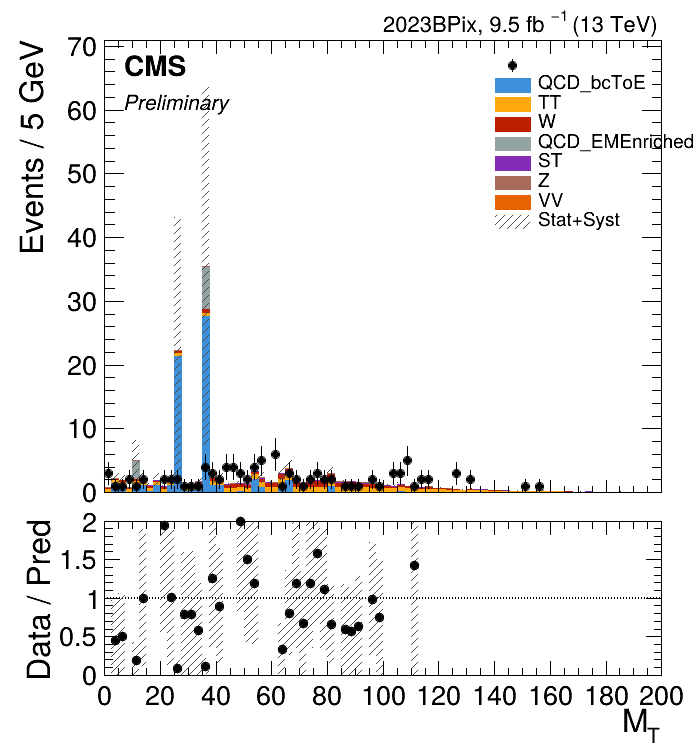 2023BPix, 9.5 fb⁻¹ (13 TeV)
CMS
Preliminary
Events / 5 GeV
70
60
50
40
30
20
10
0
QCD_bcToE
TT
W
QCD_EMEnriched
ST
Z
VV
Stat+Syst
Data / Pred
2
1.5
1
0.5
0
0 20 40 60 80 100 120 140 160 180 200
M_T